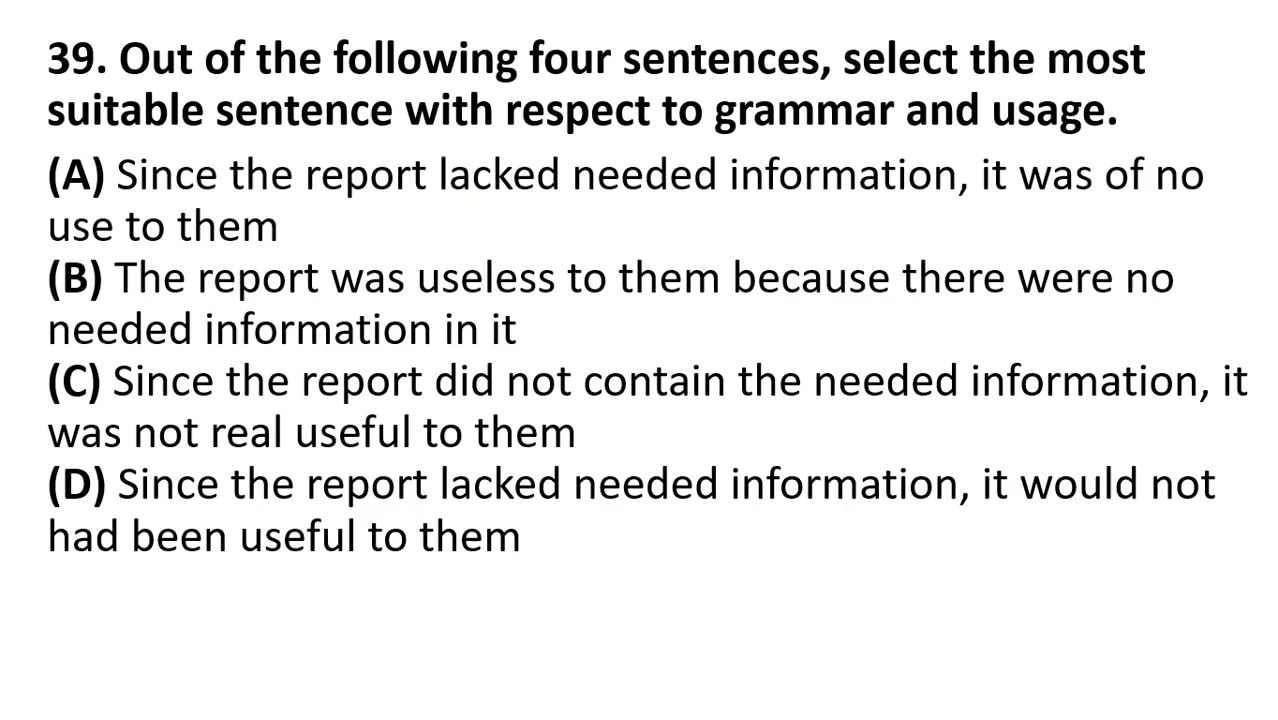 39. Out of the following four sentences, select the most
suitable sentence with respect to grammar and usage.
(A) Since the report lacked needed information, it was of no
use to them
(B) The report was useless to them because there were no
needed information in it
(C) Since the report did not contain the needed information, it
was not real useful to them
(D) Since the report lacked needed information, it would not
had been useful to them